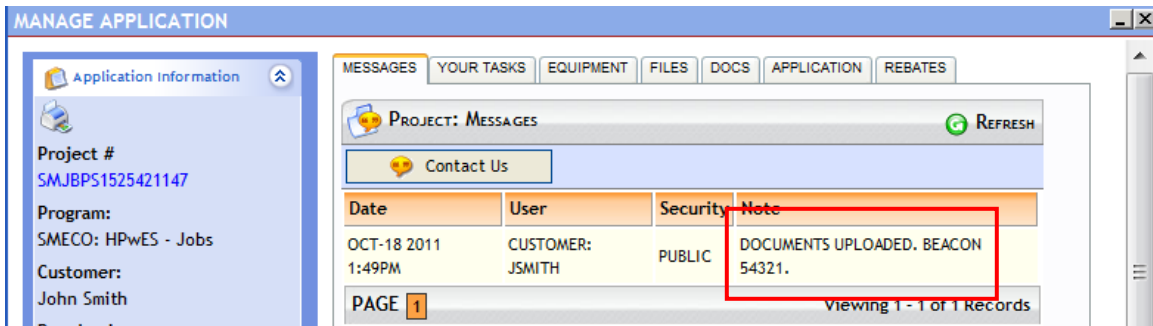 MANAGE APPLICATION
Application Information
Project #
SMJBPS1525421147
Program:
SMECO: HPwES - Jobs
Customer:
John Smith
MESSAGES YOUR TASKS EQUIPMENT FILES DOCS APPLICATION REBATES
PROJECT: MESSAGES REFRESH
Contact Us
Date User Security Note
OCT-18 2011 CUSTOMER: PUBLIC DOCUMENTS UPLOADED. BEACON
1:49PM JSMITH 54321.
PAGE 1 Viewing 1 - 1 of 1 Records